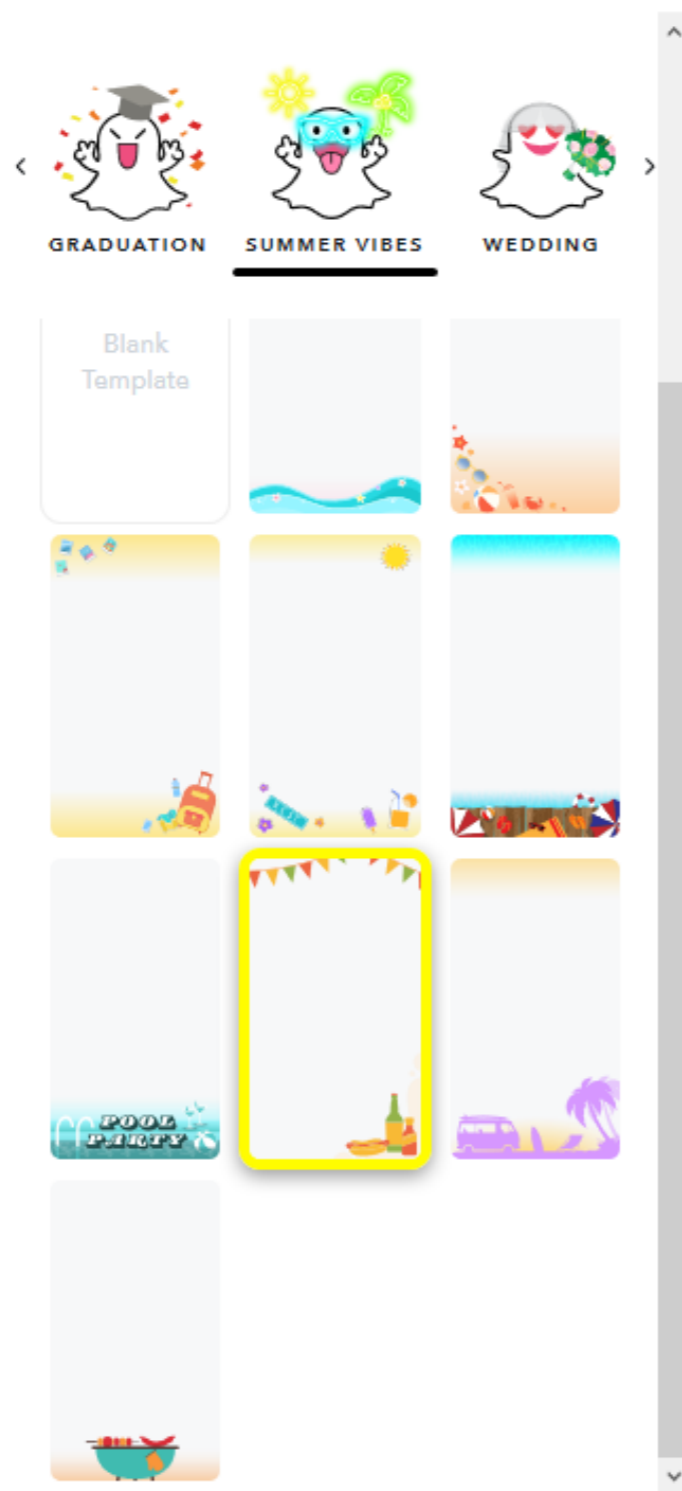 GRADUATION
SUMMER VIBES
WEDDING
Blank
Template
POOL
PARTY